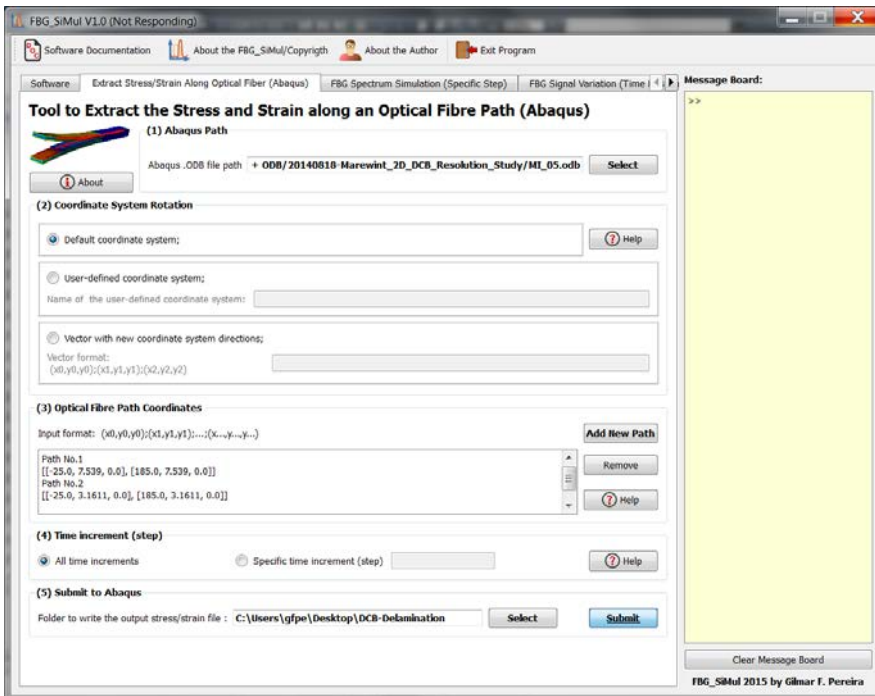 FBG_SiMul V1.0 (Not Responding)
Software Documentation
About the FBG_SiMul/Copyrigth
About the Author
Exit Program
Software
Extract Stress/Strain Along Optical Fiber (Abaqus)
FBG Spectrum Simulation (Specific Step)
FBG Signal Variation (Time I
Message Board:
>>
Tool to Extract the Stress and Strain along an Optical Fibre Path (Abaqus)
(1) Abaqus Path
Abaqus .ODB file path
+ ODB/20140818-Marewint_2D_DCB_Resolution_Study/MI_05.odb
Select
About
(2) Coordinate System Rotation
Default coordinate system;
Help
User-defined coordinate system;
Name of the user-defined coordinate system:
Vector with new coordinate system directions;
Vector format:
(x0,y0,y0);(x1,y1,y1);(x2,y2,y2)
(3) Optical Fibre Path Coordinates
Input format: (x0,y0,y0);(x1,y1,y1);...;(x...,y...,y...)
Add New Path
Path No.1
[[-25.0, 7.539, 0.0], [185.0, 7.539, 0.0]]
Path No.2
[[-25.0, 3.1611, 0.0], [185.0, 3.1611, 0.0]]
Remove
Help
(4) Time increment (step)
All time increments
Specific time increment (step)
Help
(5) Submit to Abaqus
Folder to write the output stress/strain file :
C:\Users\gfpe\Desktop\DCB-Delamination
Select
Submit
Clear Message Board
FBG_SiMul 2015 by Gilmar F. Pereira